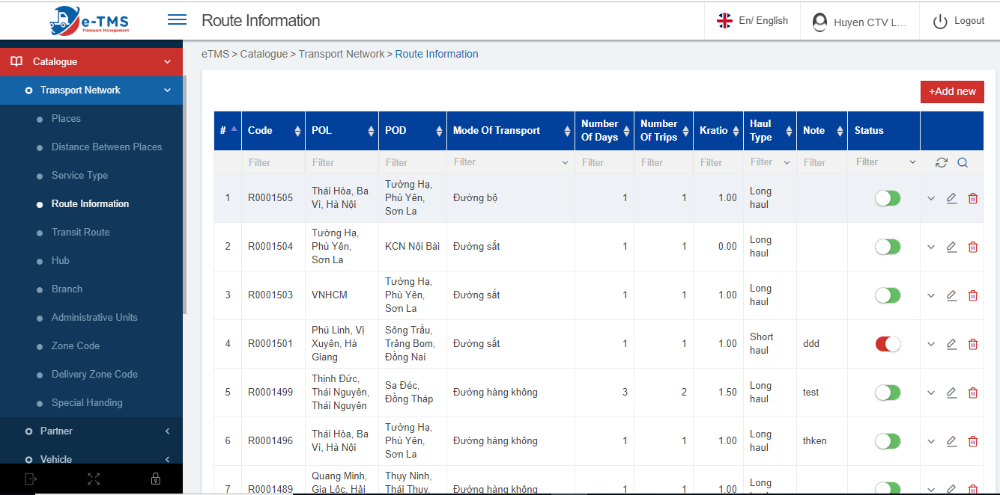 e-TMS
Transport Management
Route Information
En/ English
Huyen CTV L...
Logout
eTMS > Catalogue > Transport Network > Route Information
Catalogue
Transport Network
Places
Distance Between Places
Service Type
Route Information
Transit Route
Hub
Branch
Administrative Units
Zone Code
Delivery Zone Code
Special Handing
Partner
Vehicle
+Add new
# Code POL POD Mode Of Transport Number Of Days Number Of Trips Kratio Haul Type Note Status
Filter Filter Filter Filter Filter Filter Filter Filter Filter Filter
1 R0001505 Thái Hòa, Ba Vì, Hà Nội Tường Hạ, Phù Yên, Sơn La Đường bộ 1 1 1.00 Long haul
2 R0001504 Tường Hạ, Phù Yên, Sơn La KCN Nội Bài Đường sắt 1 1 0.00 Long haul
3 R0001503 VNHCM Tường Hạ, Phù Yên, Sơn La Đường sắt 1 1 1.00 Long haul
4 R0001501 Phú Linh, Vị Xuyên, Hà Giang Sông Trầu, Trảng Bom, Đồng Nai Đường sắt 1 1 1.00 Short haul ddd
5 R0001499 Thịnh Đức, Thái Nguyên, Thái Nguyên Sa Đéc, Đồng Tháp Đường hàng không 3 2 1.50 Long haul test
6 R0001496 Thái Hòa, Ba Vì, Hà Nội Tường Hạ, Phù Yên, Sơn La Đường hàng không 1 1 1.00 Long haul thken
7 R0001489 Quang Minh, Gia Lộc, Hải Thụy Ninh, Thái Thụy, Đường hàng không 1 1 1.00 Long haul